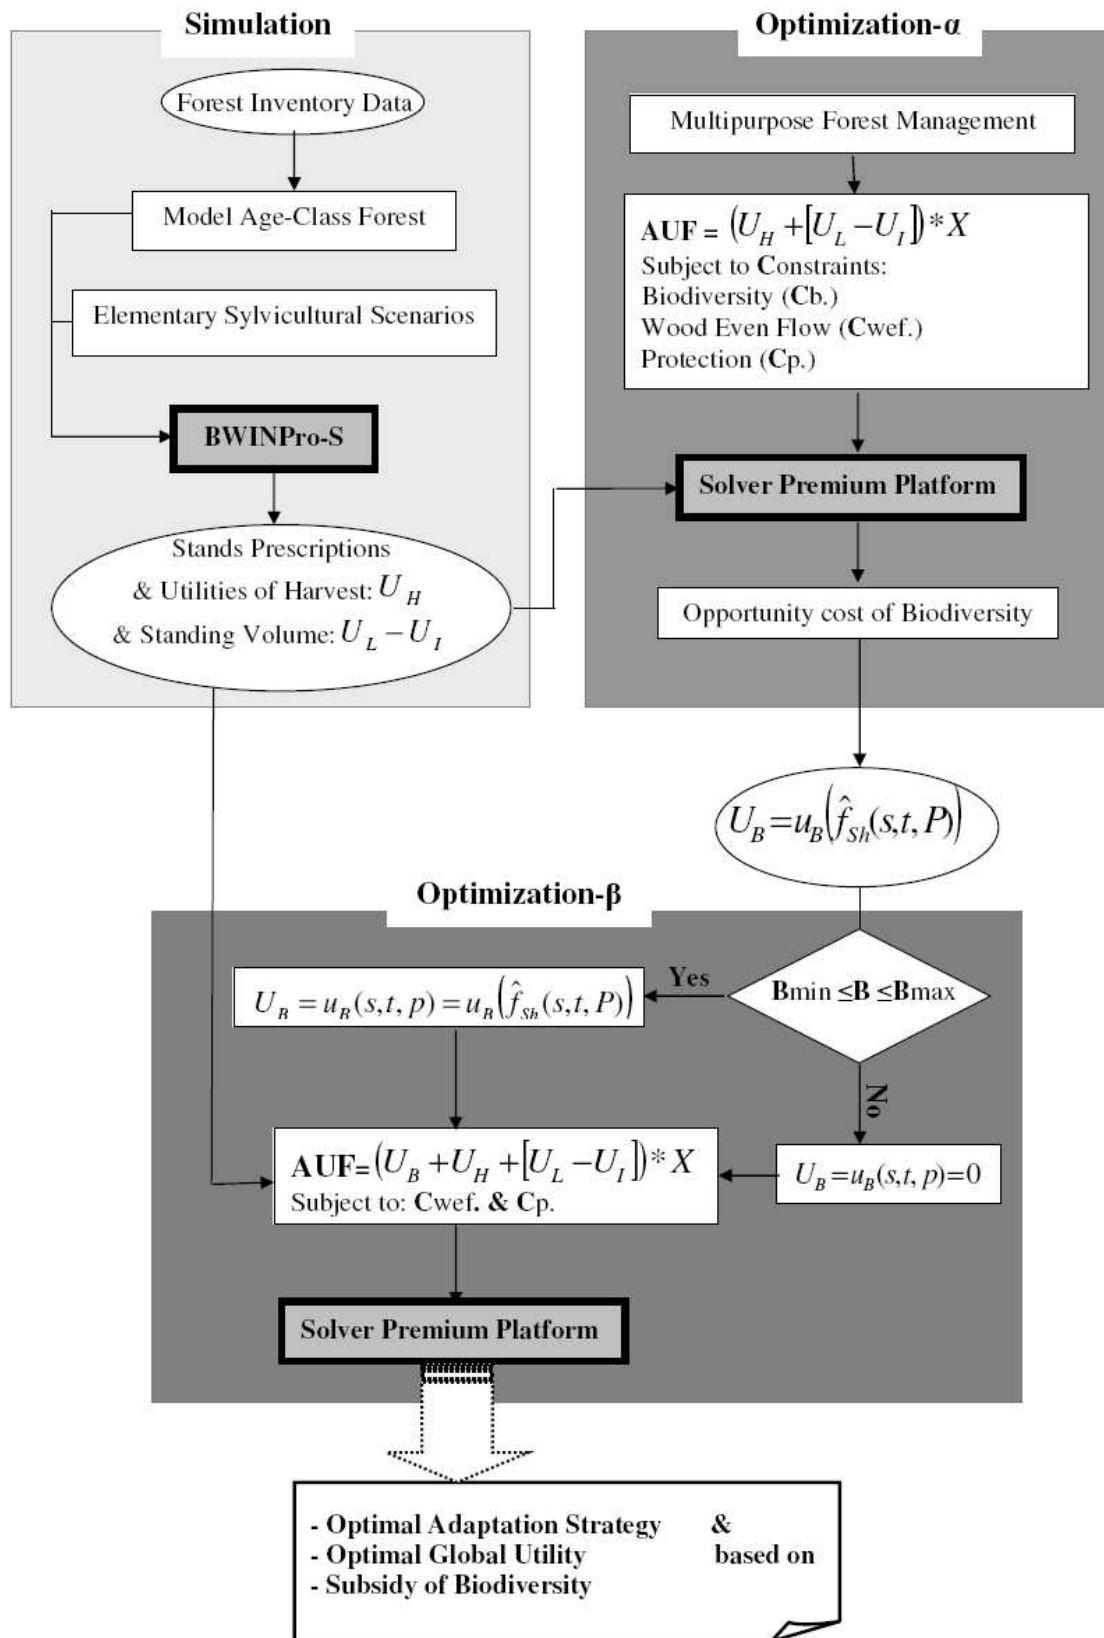 Simulation
Forest Inventory Data
Model Age-Class Forest
Elementary Sylvicultural Scenarios
BWINPro-S
Stands Prescriptions
& Utilities of Harvest: U_H
& Standing Volume: U_L − U_I
Optimization-α
Multipurpose Forest Management
AUF = (U_H + [U_L − U_I]) * X
Subject to Constraints:
Biodiversity (Cb.)
Wood Even Flow (Cwef.)
Protection (Cp.)
Solver Premium Platform
Opportunity cost of Biodiversity
U_B = u_B(f̂_Sh(s,t,P))
Optimization-β
Bmin ≤B ≤Bmax
Yes
U_B = u_B(s,t,p) = u_B(f̂_Sh(s,t,P))
No
U_B = u_B(s,t,p)=0
AUF= (U_B + U_H + [U_L − U_I]) * X
Subject to: Cwef. & Cp.
Solver Premium Platform
- Optimal Adaptation Strategy &
- Optimal Global Utility based on
- Subsidy of Biodiversity